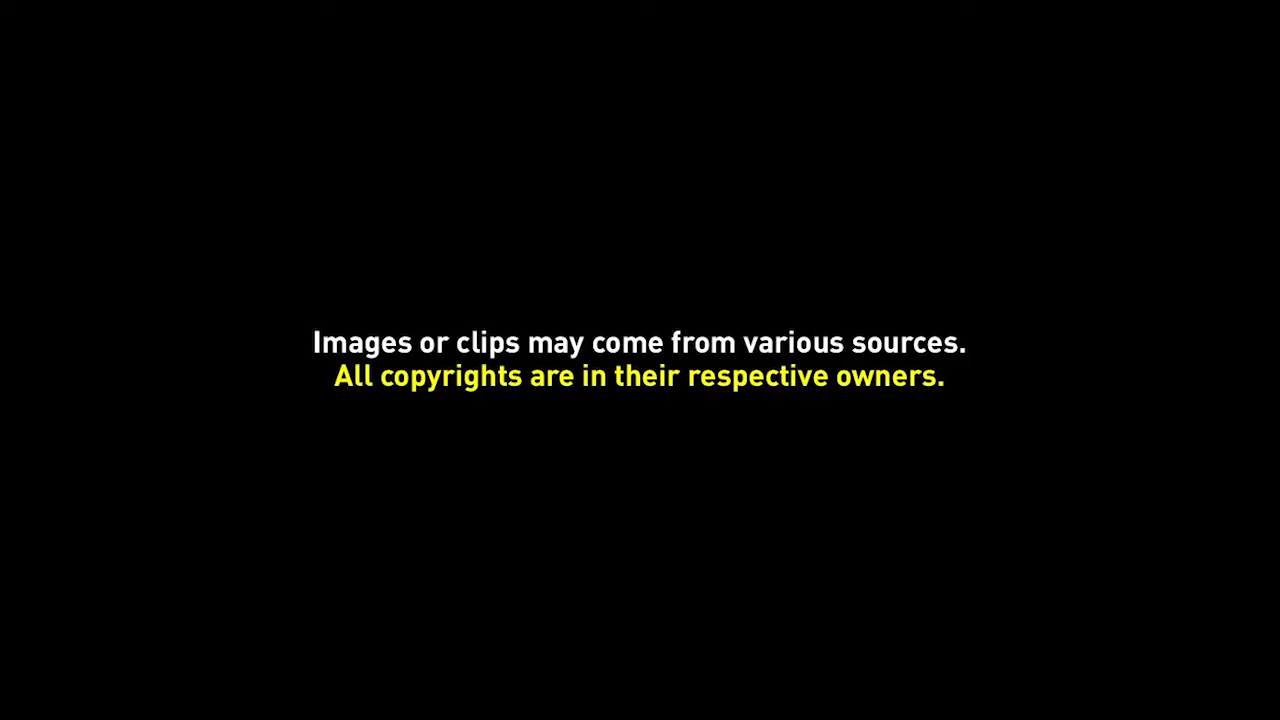 Images or clips may come from various sources.
All copyrights are in their respective owners.